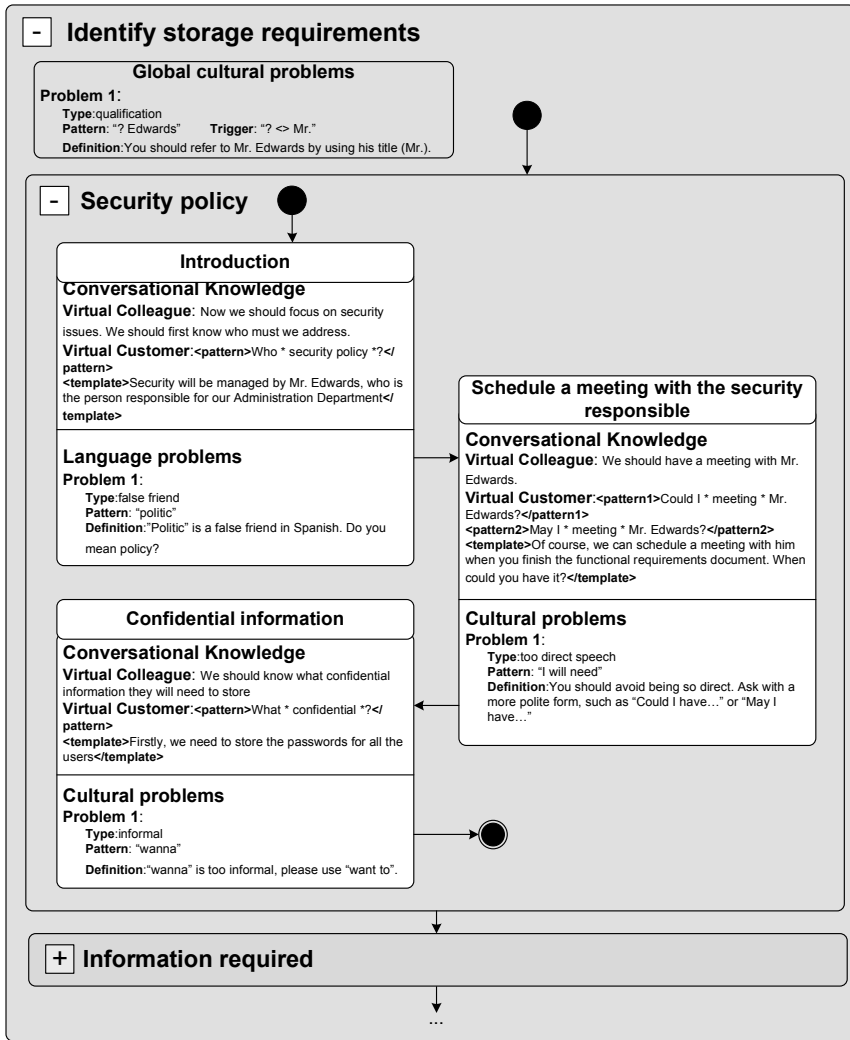 - Identify storage requirements
Global cultural problems
Problem 1:
Type:qualification
Pattern: “? Edwards” Trigger: “? <> Mr.”
Definition:You should refer to Mr. Edwards by using his title (Mr.).
- Security policy
Introduction
Conversational Knowledge
Virtual Colleague: Now we should focus on security
issues. We should first know who must we address.
Virtual Customer:<pattern>Who * security policy *?</
pattern>
<template>Security will be managed by Mr. Edwards, who is
the person responsible for our Administration Department</
template>
Language problems
Problem 1:
Type:false friend
Pattern: “politic”
Definition:”Politic” is a false friend in Spanish. Do you
mean policy?
Schedule a meeting with the security
responsible
Conversational Knowledge
Virtual Colleague: We should have a meeting with Mr.
Edwards.
Virtual Customer:<pattern1>Could I * meeting * Mr.
Edwards?</pattern1>
<pattern2>May I * meeting * Mr. Edwards?</pattern2>
<template>Of course, we can schedule a meeting with him
when you finish the functional requirements document. When
could you have it?</template>
Cultural problems
Problem 1:
Type:too direct speech
Pattern: “I will need”
Definition:You should avoid being so direct. Ask with a
more polite form, such as “Could I have…” or “May I
have…”
Confidential information
Conversational Knowledge
Virtual Colleague: We should know what confidential
information they will need to store
Virtual Customer:<pattern>What * confidential *?</
pattern>
<template>Firstly, we need to store the passwords for all the
users</template>
Cultural problems
Problem 1:
Type:informal
Pattern: “wanna”
Definition:“wanna” is too informal, please use “want to”.
+ Information required
...